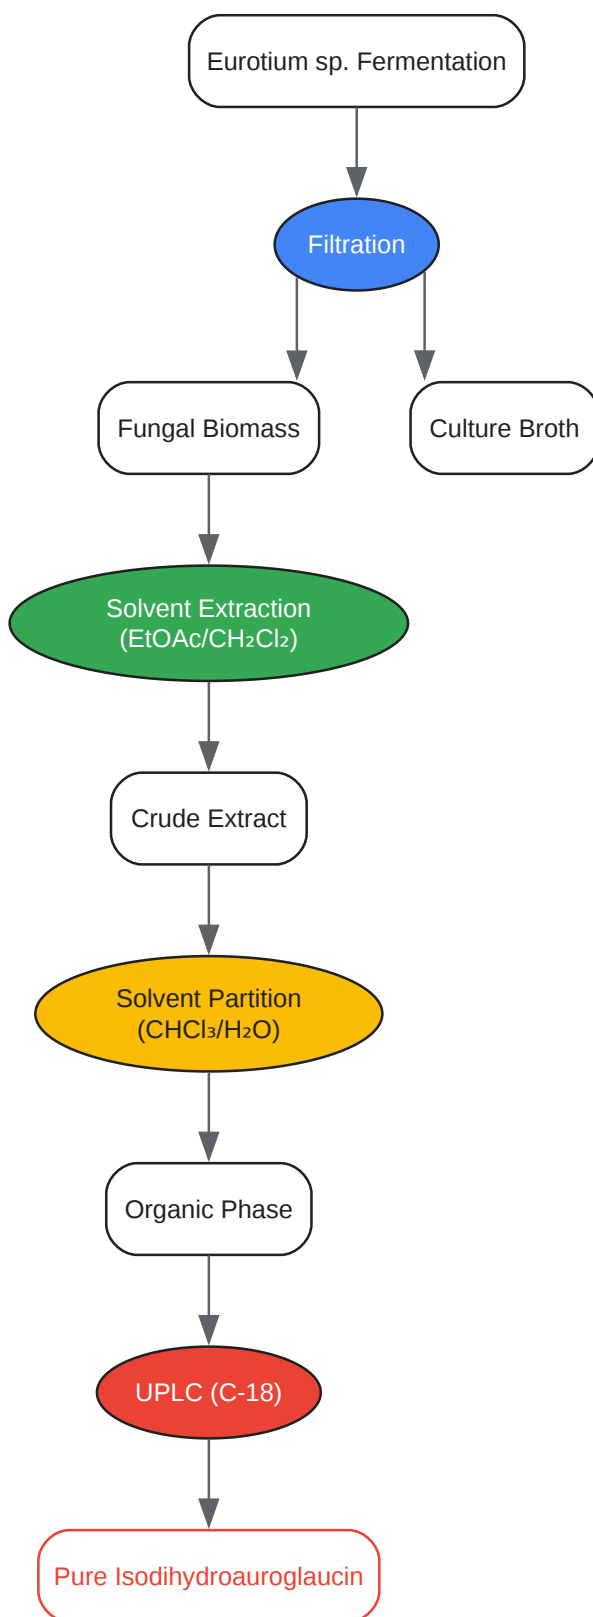 Eurotium sp. Fermentation
Filtration
Fungal Biomass
Culture Broth
Solvent Extraction
(EtOAc/CH₂Cl₂)
Crude Extract
Solvent Partition
(CHCl₃/H₂O)
Organic Phase
UPLC (C-18)
Pure Isodihydroauroglaucin